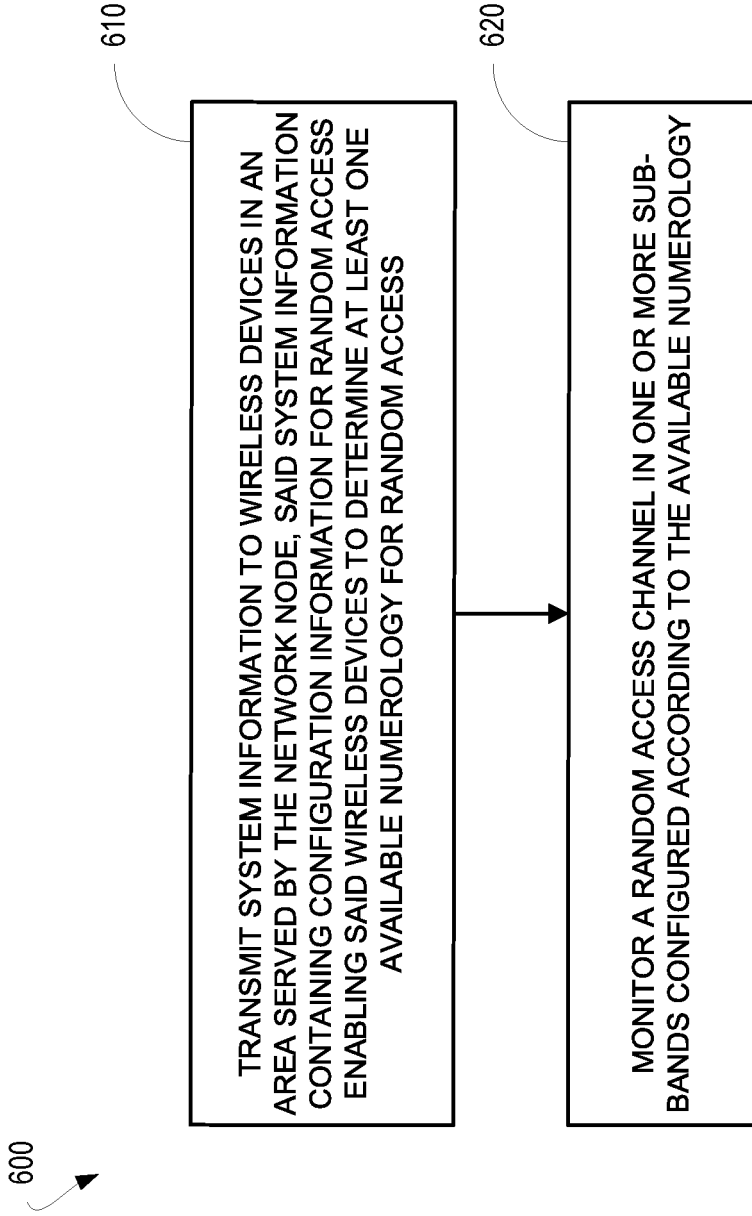 600
610
TRANSMIT SYSTEM INFORMATION TO WIRELESS DEVICES IN AN
AREA SERVED BY THE NETWORK NODE, SAID SYSTEM INFORMATION
CONTAINING CONFIGURATION INFORMATION FOR RANDOM ACCESS
ENABLING SAID WIRELESS DEVICES TO DETERMINE AT LEAST ONE
AVAILABLE NUMEROLOGY FOR RANDOM ACCESS
620
MONITOR A RANDOM ACCESS CHANNEL IN ONE OR MORE SUB-
BANDS CONFIGURED ACCORDING TO THE AVAILABLE NUMEROLOGY